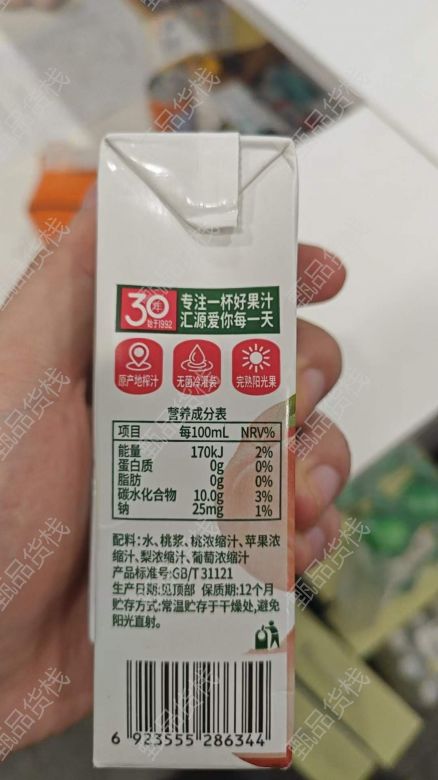 30年
始于1992
专注一杯好果汁
汇源爱你每一天
原产地榨汁 无菌冷灌装 完熟阳光果
营养成分表
项目 每100mL NRV%
能量 170kJ 2%
蛋白质 0g 0%
脂肪 0g 0%
碳水化合物 10.0g 3%
钠 25mg 1%
配料:水、桃浆、桃浓缩汁、苹果浓
缩汁、梨浓缩汁、葡萄浓缩汁
产品标准号:GB/T 31121
生产日期:见顶部 保质期:12个月
贮存方式:常温贮存于干燥处,避免
阳光直射。
6 923555 286344
甄品货栈